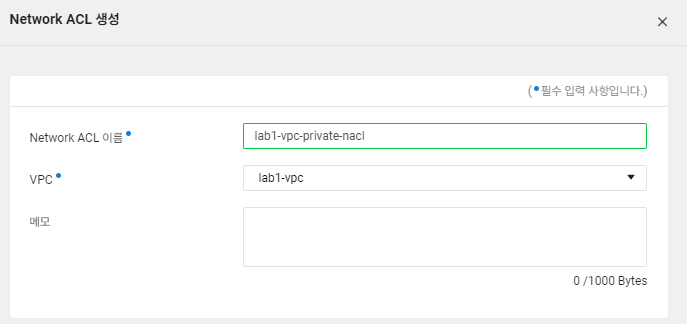 Network ACL 생성
(•필수 입력 사항입니다.)
Network ACL 이름 •
lab1-vpc-private-nacl
VPC •
lab1-vpc
메모
0 /1000 Bytes